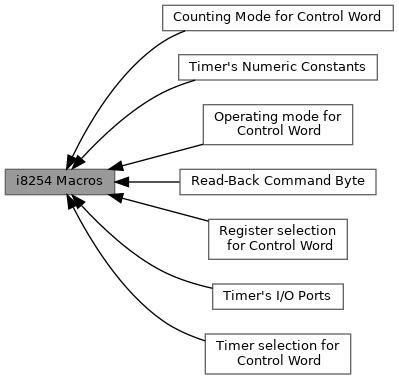 Counting Mode for Control Word
Timer's Numeric Constants
Operating mode for
Control Word
i8254 Macros
Read-Back Command Byte
Register selection
for Control Word
Timer's I/O Ports
Timer selection for
Control Word